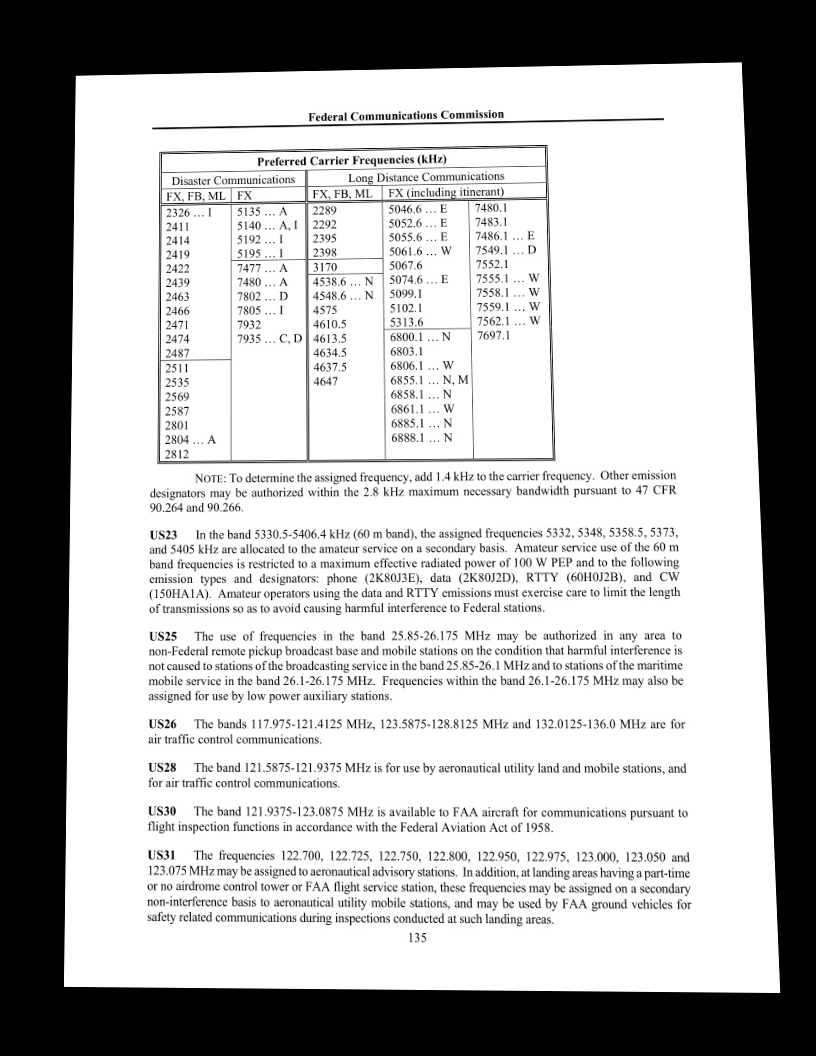 Federal Communications Commission
Preferred Carrier Frequencies (kHz)
Disaster Communications Long Distance Communications
FX, FB, ML FX FX, FB, ML FX (including itinerant)
2326 ... I 5135 ... A 2289 5046.6 ... E 7480.1
2411 5140 ... A, I 2292 5052.6 ... E 7483.1
2414 5192 ... I 2395 5055.6 ... E 7486.1 ... E
2419 5195 ... I 2398 5061.6 ... W 7549.1 ... D
2422 7477 ... A 3170 5067.6 7552.1
2439 7480 ... A 4538.6 ... N 5074.6 ... E 7555.1 ... W
2463 7802 ... D 4548.6 ... N 5099.1 7558.1 ... W
2466 7805 ... I 4575 5102.1 7559.1 ... W
2471 7932 4610.5 5313.6 7562.1 ... W
2474 7935 ... C, D 4613.5 6800.1 ... N 7697.1
2487 4634.5 6803.1
2511 4637.5 6806.1 ... W
2535 4647 6855.1 ... N, M
2569 6858.1 ... N
2587 6861.1 ... W
2801 6885.1 ... N
2804 ... A 6888.1 ... N
2812
NOTE: To determine the assigned frequency, add 1.4 kHz to the carrier frequency. Other emission
designators may be authorized within the 2.8 kHz maximum necessary bandwidth pursuant to 47 CFR
90.264 and 90.266.
US23 In the band 5330.5-5406.4 kHz (60 m band), the assigned frequencies 5332, 5348, 5358.5, 5373,
and 5405 kHz are allocated to the amateur service on a secondary basis. Amateur service use of the 60 m
band frequencies is restricted to a maximum effective radiated power of 100 W PEP and to the following
emission types and designators: phone (2K80J3E), data (2K80J2D), RTTY (60H0J2B), and CW
(150HA1A). Amateur operators using the data and RTTY emissions must exercise care to limit the length
of transmissions so as to avoid causing harmful interference to Federal stations.
US25 The use of frequencies in the band 25.85-26.175 MHz may be authorized in any area to
non-Federal remote pickup broadcast base and mobile stations on the condition that harmful interference is
not caused to stations of the broadcasting service in the band 25.85-26.1 MHz and to stations of the maritime
mobile service in the band 26.1-26.175 MHz. Frequencies within the band 26.1-26.175 MHz may also be
assigned for use by low power auxiliary stations.
US26 The bands 117.975-121.4125 MHz, 123.5875-128.8125 MHz and 132.0125-136.0 MHz are for
air traffic control communications.
US28 The band 121.5875-121.9375 MHz is for use by aeronautical utility land and mobile stations, and
for air traffic control communications.
US30 The band 121.9375-123.0875 MHz is available to FAA aircraft for communications pursuant to
flight inspection functions in accordance with the Federal Aviation Act of 1958.
US31 The frequencies 122.700, 122.725, 122.750, 122.800, 122.950, 122.975, 123.000, 123.050 and
123.075 MHz may be assigned to aeronautical advisory stations. In addition, at landing areas having a part-time
or no airdrome control tower or FAA flight service station, these frequencies may be assigned on a secondary
non-interference basis to aeronautical utility mobile stations, and may be used by FAA ground vehicles for
safety related communications during inspections conducted at such landing areas.
135